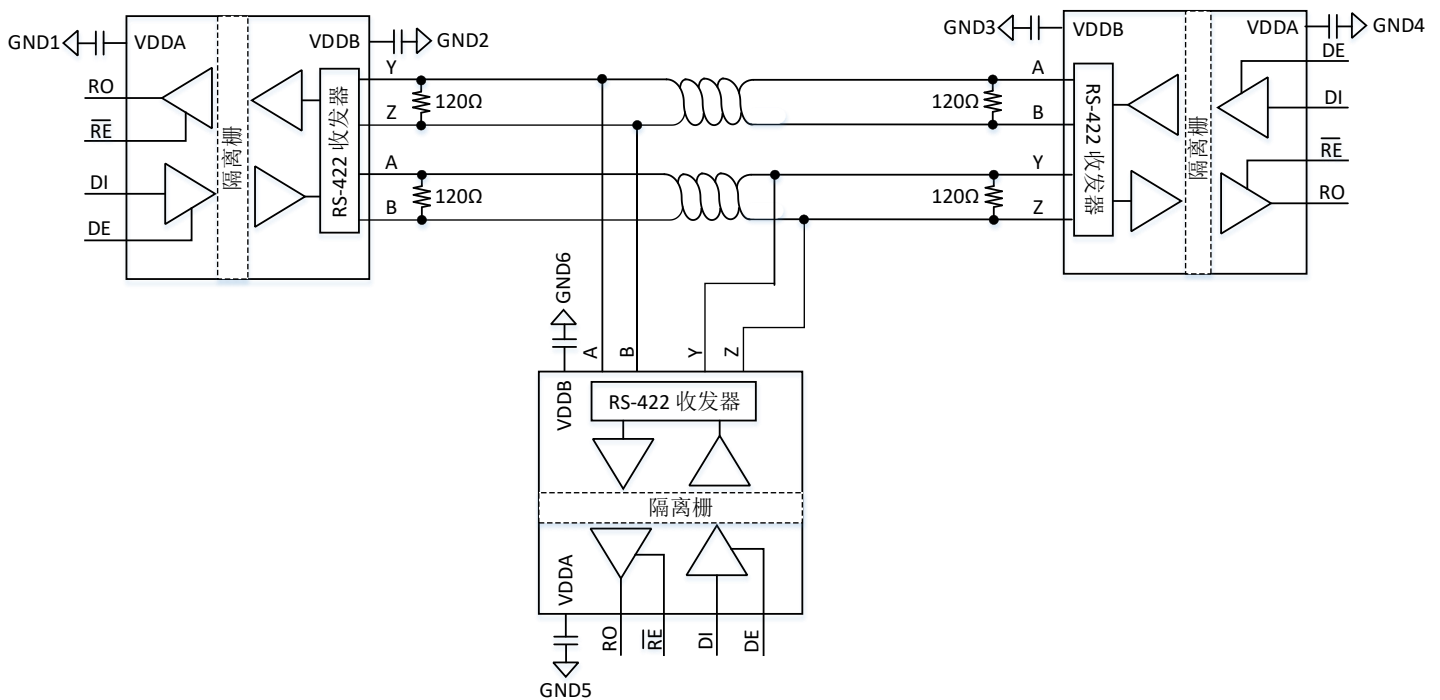 GND1
VDDA
VDDB
GND2
RO
RE
DI
DE
隔离栅
RS-422 收发器
Y
Z
A
B
120Ω
120Ω
GND3
VDDB
VDDA
GND4
A
B
Y
Z
120Ω
120Ω
RS-422 收发器
隔离栅
DE
DI
RE
RO
GND6
A
B
Y
Z
VDDB
RS-422 收发器
隔离栅
VDDA
RO
RE
DI
DE
GND5